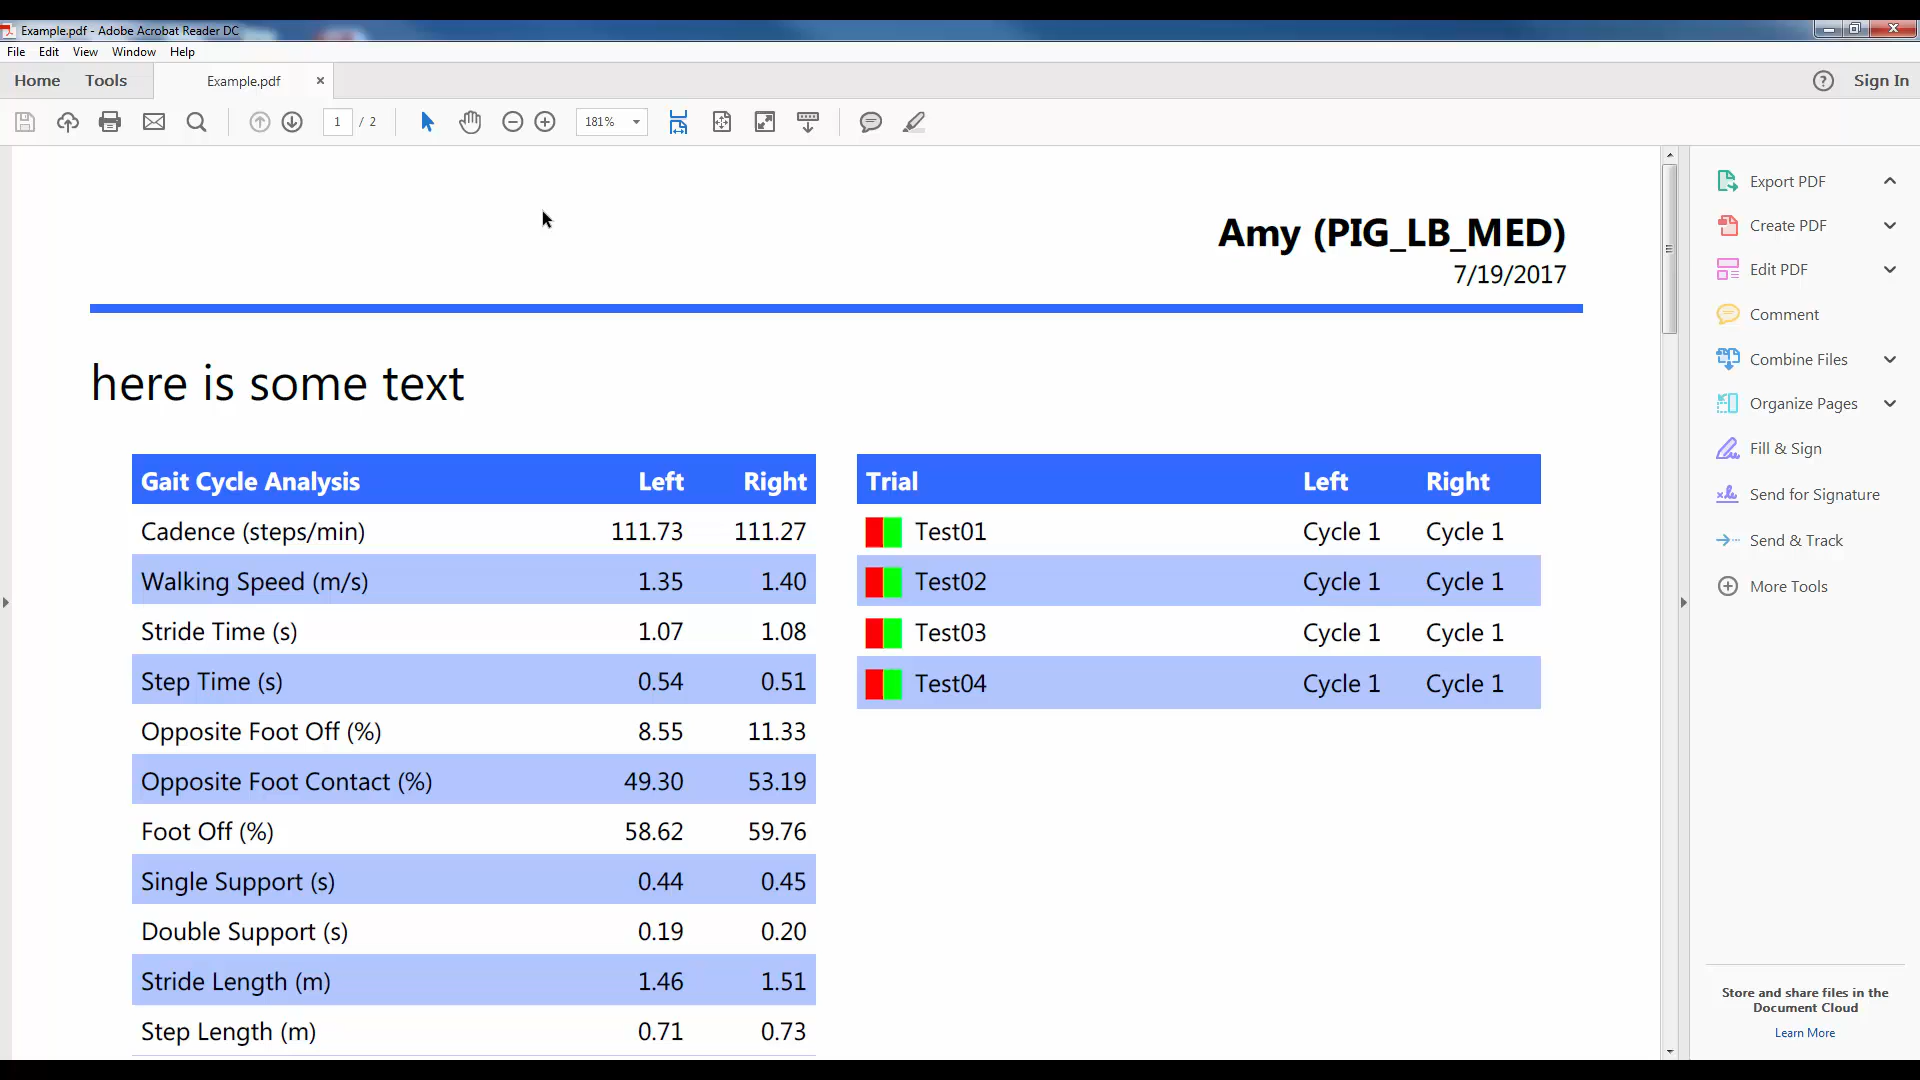 Example.pdf - Adobe Acrobat Reader DC
File Edit View Window Help
Home Tools Example.pdf × ? Sign In
1 / 2 181%
Amy (PIG_LB_MED)
7/19/2017
here is some text
Gait Cycle Analysis Left Right
Cadence (steps/min) 111.73 111.27
Walking Speed (m/s) 1.35 1.40
Stride Time (s) 1.07 1.08
Step Time (s) 0.54 0.51
Opposite Foot Off (%) 8.55 11.33
Opposite Foot Contact (%) 49.30 53.19
Foot Off (%) 58.62 59.76
Single Support (s) 0.44 0.45
Double Support (s) 0.19 0.20
Stride Length (m) 1.46 1.51
Step Length (m) 0.71 0.73
Trial Left Right
Test01 Cycle 1 Cycle 1
Test02 Cycle 1 Cycle 1
Test03 Cycle 1 Cycle 1
Test04 Cycle 1 Cycle 1
Export PDF
Create PDF
Edit PDF
Comment
Combine Files
Organize Pages
Fill & Sign
Send for Signature
Send & Track
More Tools
Store and share files in the
Document Cloud
Learn More